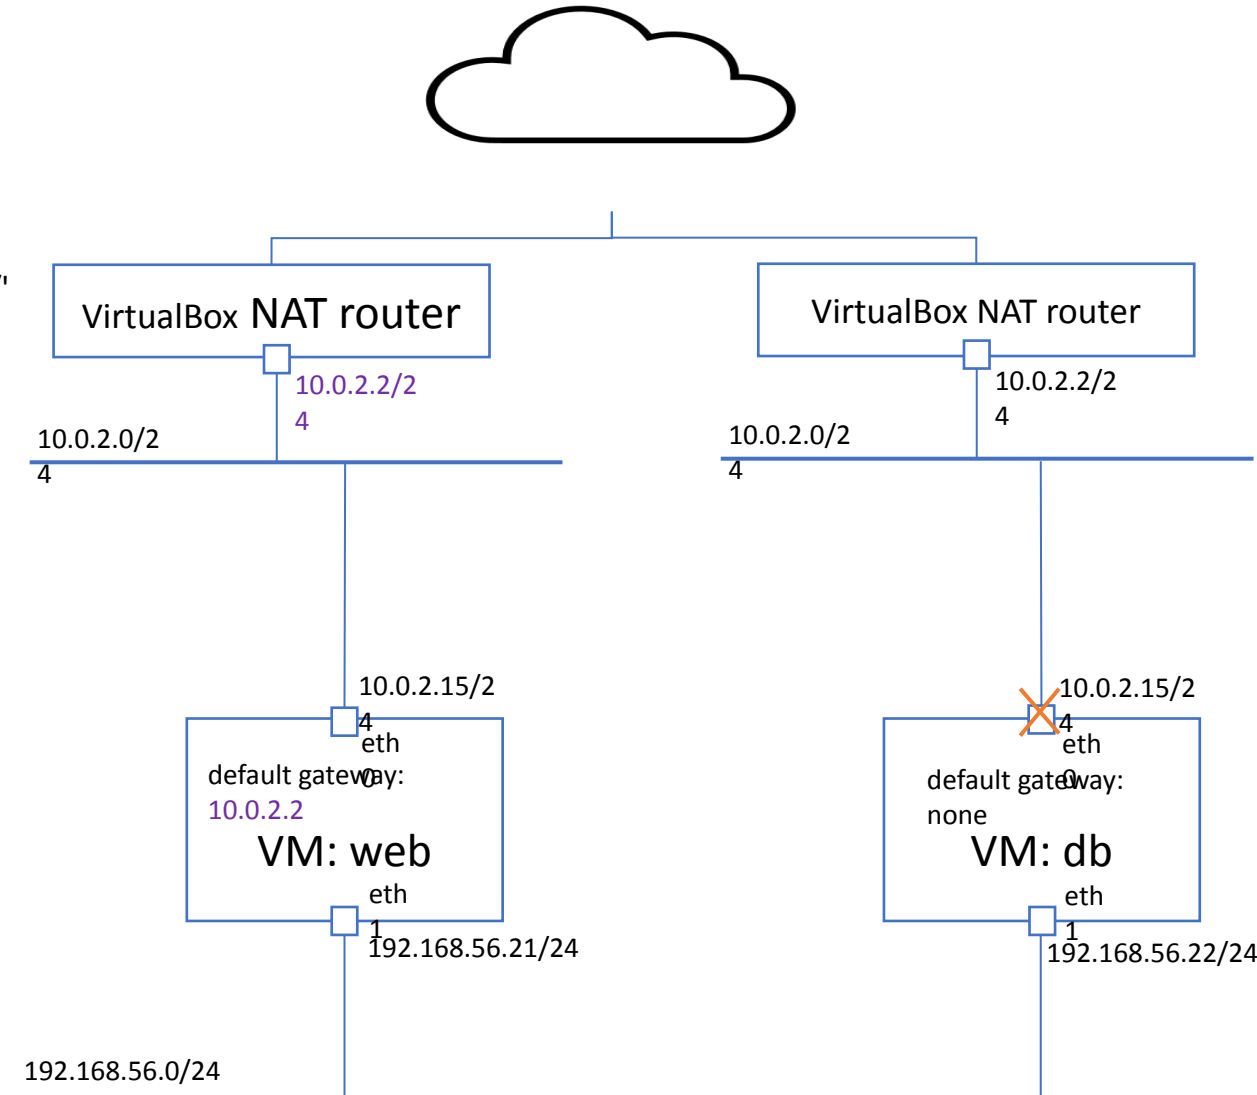 "
VirtualBox NAT router
VirtualBox NAT router
10.0.2.2/2
4
10.0.2.2/2
4
10.0.2.0/2
4
10.0.2.0/2
4
10.0.2.15/2
4
eth
0
default gateway:
10.0.2.2
VM: web
eth
1
192.168.56.21/24
10.0.2.15/2
4
eth
0
default gateway:
none
VM: db
eth
1
192.168.56.22/24
192.168.56.0/24